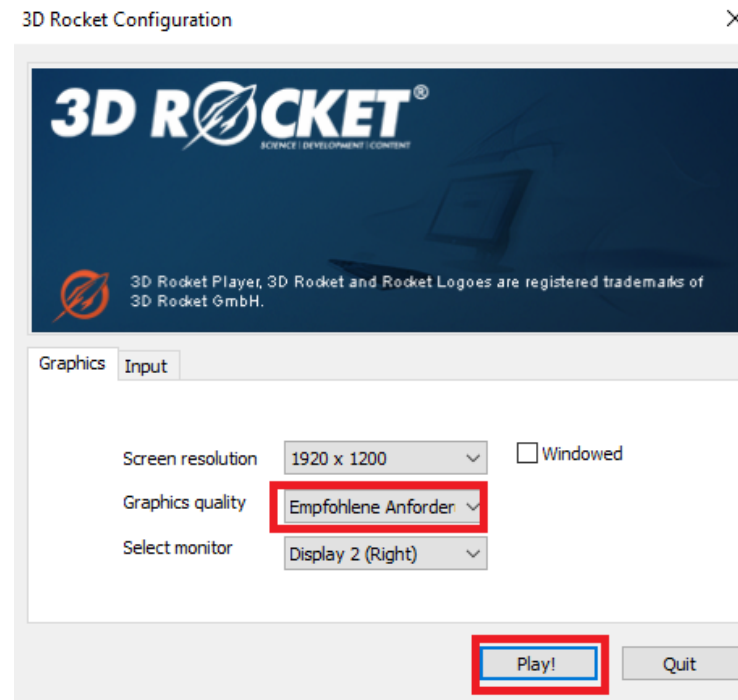 3D Rocket Configuration
3D ROCKET®
SCIENCE | DEVELOPMENT | CONTENT
3D Rocket Player, 3D Rocket and Rocket Logoes are registered trademarks of
3D Rocket GmbH.
Graphics Input
Screen resolution 1920 x 1200 Windowed
Graphics quality Empfohlene Anforder
Select monitor Display 2 (Right)
Play! Quit